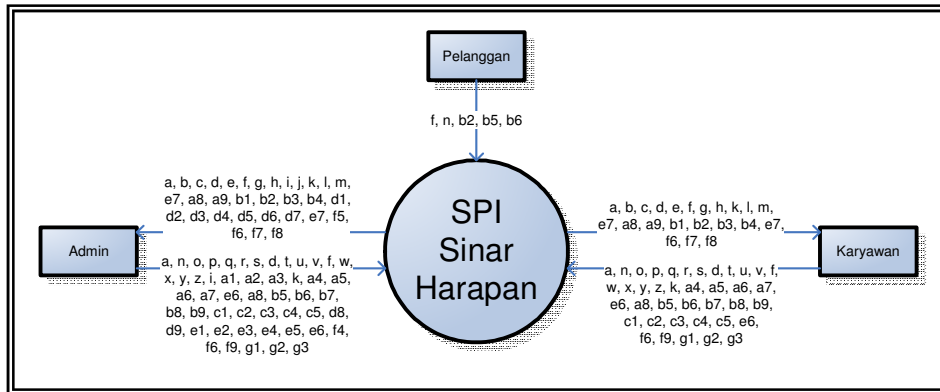 Pelanggan
f, n, b2, b5, b6
a, b, c, d, e, f, g, h, i, j, k, l, m,
e7, a8, a9, b1, b2, b3, b4, d1,
d2, d3, d4, d5, d6, d7, e7, f5,
f6, f7, f8
Admin
a, n, o, p, q, r, s, d, t, u, v, f, w,
x, y, z, i, a1, a2, a3, k, a4, a5,
a6, a7, e6, a8, b5, b6, b7,
b8, b9, c1, c2, c3, c4, c5, d8,
d9, e1, e2, e3, e4, e5, e6, f4,
f6, f9, g1, g2, g3
SPI
Sinar
Harapan
a, b, c, d, e, f, g, h, k, l, m,
e7, a8, a9, b1, b2, b3, b4, e7,
f6, f7, f8
Karyawan
a, n, o, p, q, r, s, d, t, u, v, f,
w, x, y, z, k, a4, a5, a6, a7,
e6, a8, b5, b6, b7, b8, b9,
c1, c2, c3, c4, c5, e6,
f6, f9, g1, g2, g3